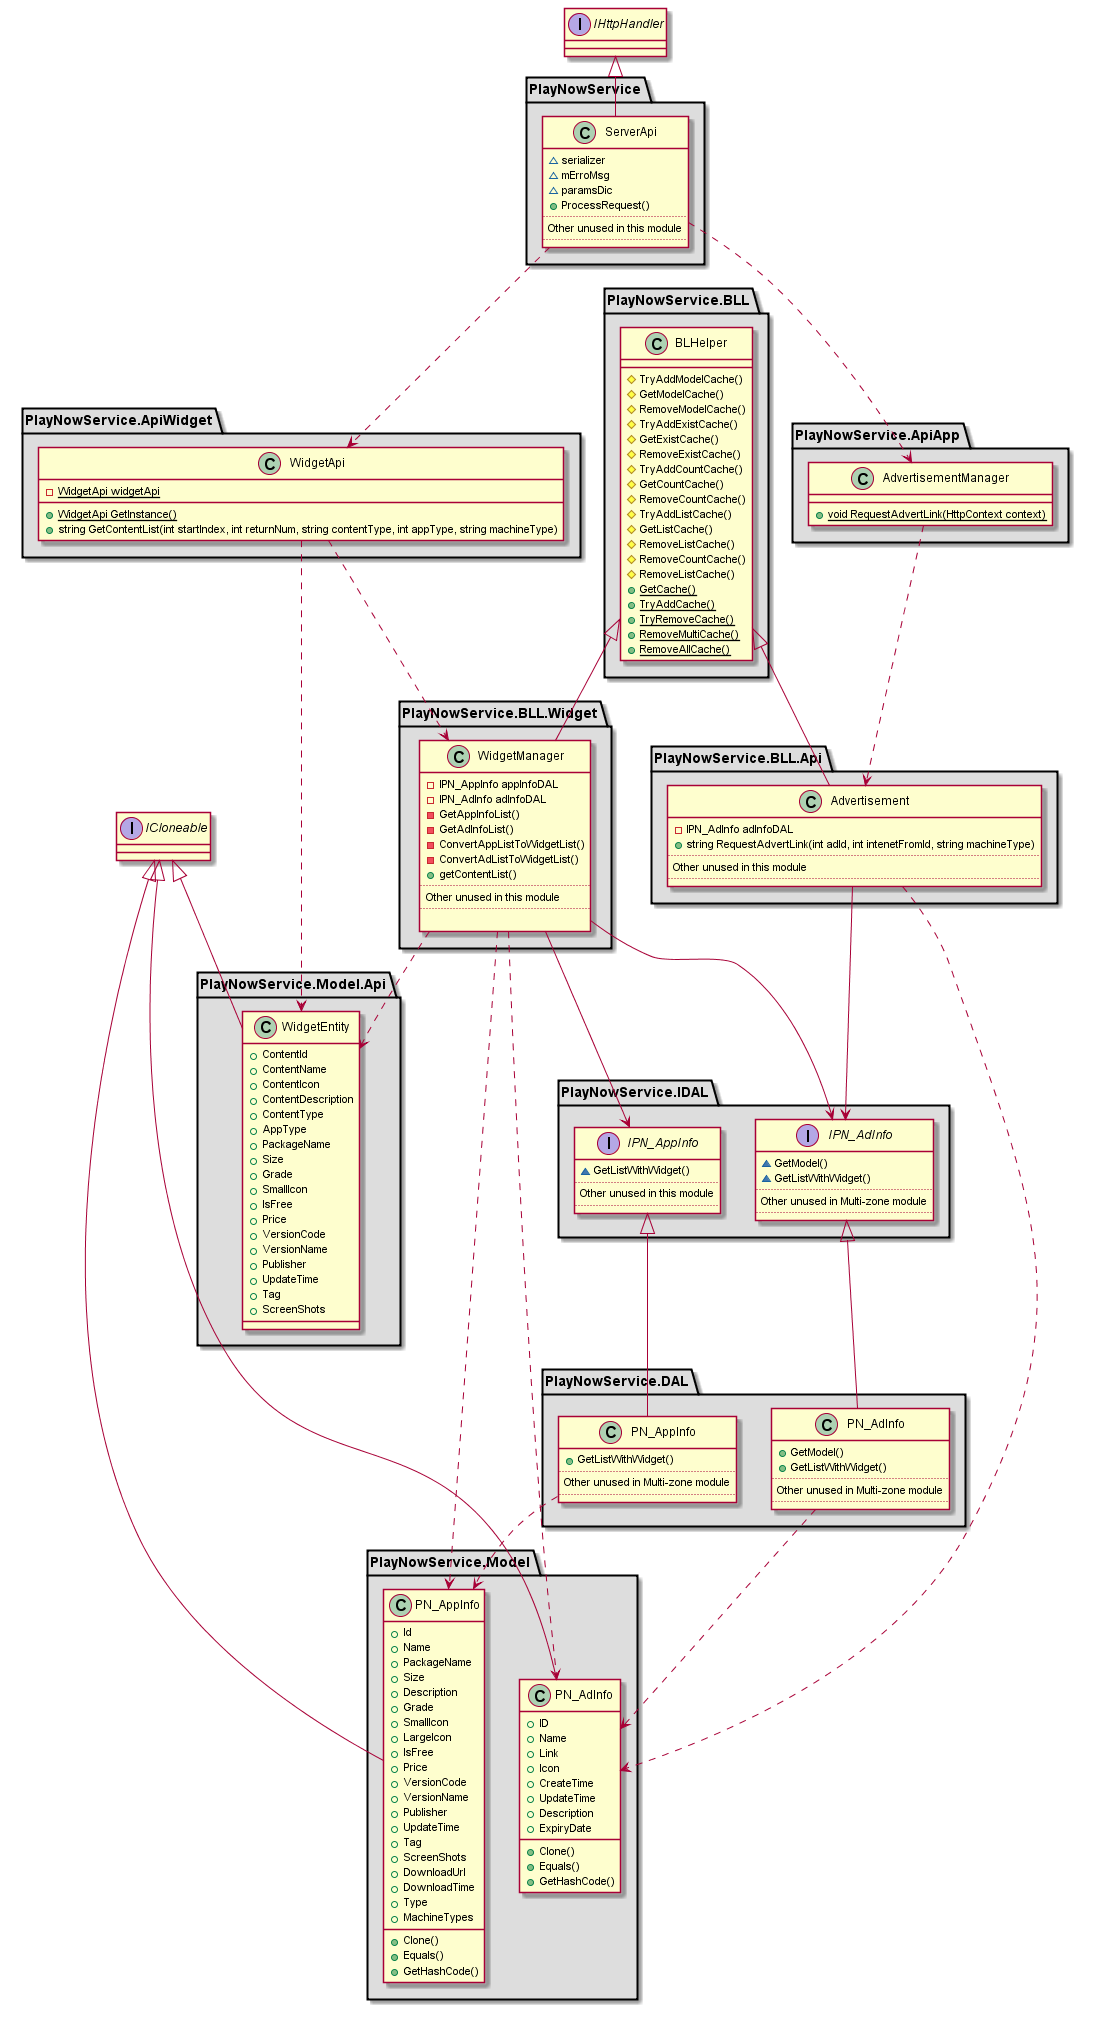 I IHttpHandler
PlayNowService
C ServerApi
serializer
mErroMsg
paramsDic
ProcessRequest()
Other unused in this module
PlayNowService.BLL
C BLHelper
TryAddModelCache()
GetModelCache()
RemoveModelCache()
TryAddExistCache()
GetExistCache()
RemoveExistCache()
TryAddCountCache()
GetCountCache()
RemoveCountCache()
TryAddListCache()
GetListCache()
RemoveListCache()
RemoveCountCache()
RemoveListCache()
GetCache()
TryAddCache()
TryRemoveCache()
RemoveMultiCache()
RemoveAllCache()
PlayNowService.ApiWidget
C WidgetApi
WidgetApi widgetApi
WidgetApi GetInstance()
string GetContentList(int startIndex, int returnNum, string contentType, int appType, string machineType)
PlayNowService.ApiApp
C AdvertisementManager
void RequestAdvertLink(HttpContext context)
PlayNowService.BLL.Widget
C WidgetManager
IPN_AppInfo appInfoDAL
IPN_AdInfo adInfoDAL
GetAppInfoList()
GetAdInfoList()
ConvertAppListToWidgetList()
ConvertAdListToWidgetList()
getContentList()
Other unused in this module
PlayNowService.BLL.Api
C Advertisement
IPN_AdInfo adInfoDAL
string RequestAdvertLink(int adId, int intenetFromId, string machineType)
Other unused in this module
I ICloneable
PlayNowService.Model.Api
C WidgetEntity
ContentId
ContentName
ContentIcon
ContentDescription
ContentType
AppType
PackageName
Size
Grade
SmallIcon
IsFree
Price
VersionCode
VersionName
Publisher
UpdateTime
Tag
ScreenShots
PlayNowService.IDAL
I IPN_AppInfo
GetListWithWidget()
Other unused in this module
I IPN_AdInfo
GetModel()
GetListWithWidget()
Other unused in Multi-zone module
PlayNowService.DAL
C PN_AppInfo
GetListWithWidget()
Other unused in Multi-zone module
C PN_AdInfo
GetModel()
GetListWithWidget()
Other unused in Multi-zone module
PlayNowService.Model
C PN_AppInfo
Id
Name
PackageName
Size
Description
Grade
SmallIcon
LargeIcon
IsFree
Price
VersionCode
VersionName
Publisher
UpdateTime
Tag
ScreenShots
DownloadUrl
DownloadTime
Type
MachineTypes
Clone()
Equals()
GetHashCode()
C PN_AdInfo
ID
Name
Link
Icon
CreateTime
UpdateTime
Description
ExpiryDate
Clone()
Equals()
GetHashCode()